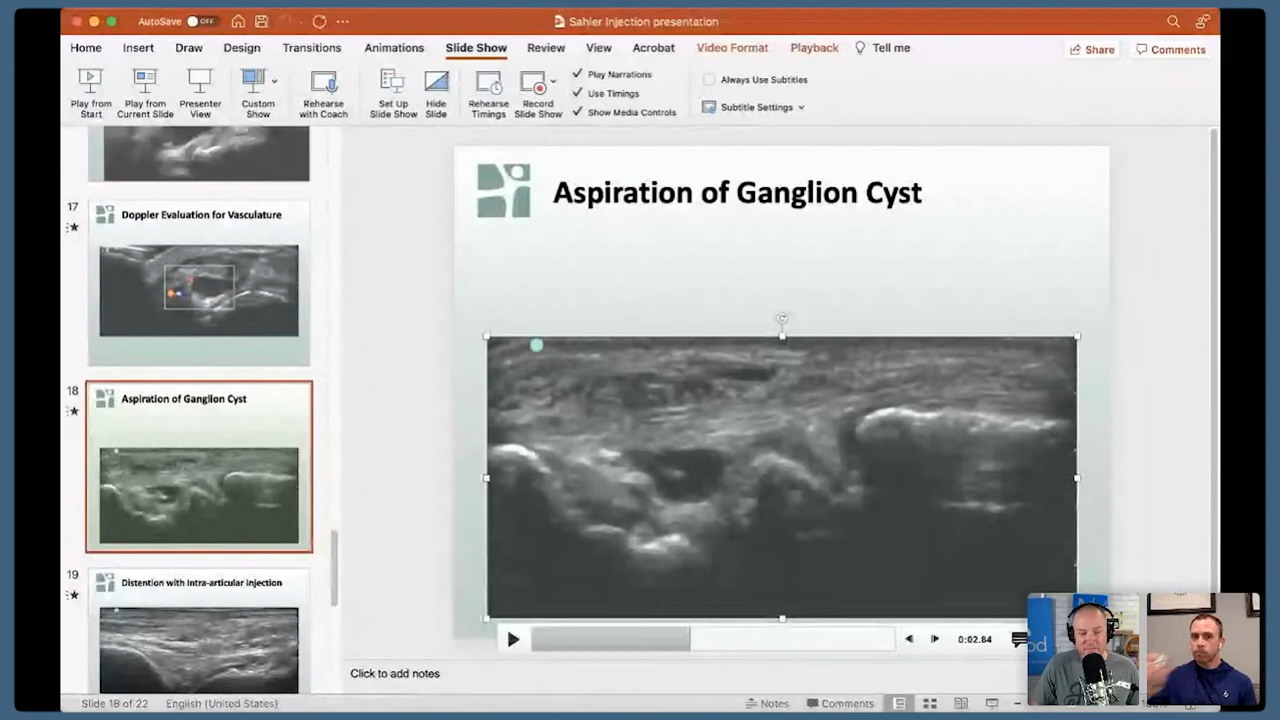 AutoSave OFF
Sahler Injection presentation
Home Insert Draw Design Transitions Animations Slide Show Review View Acrobat Video Format Playback Tell me
Share Comments
Play from Start
Play from Current Slide
Presenter View
Custom Show
Rehearse with Coach
Set Up Slide Show
Hide Slide
Rehearse Timings
Record Slide Show
Play Narrations
Use Timings
Show Media Controls
Always Use Subtitles
Subtitle Settings
17
Doppler Evaluation for Vasculature
18
Aspiration of Ganglion Cyst
19
Distention with Intra-articular Injection
Aspiration of Ganglion Cyst
0:02.84
Click to add notes
Slide 18 of 22 English (United States) Notes Comments